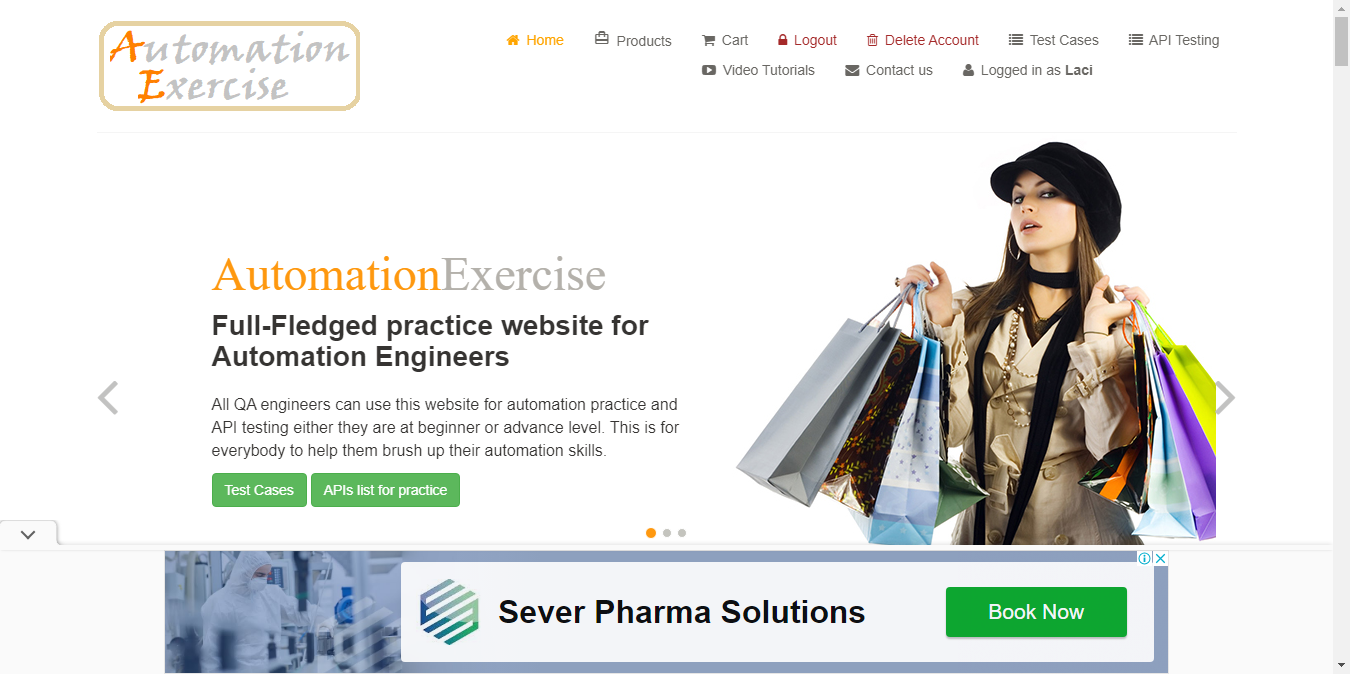 Automation
Exercise
Home Products Cart Logout Delete Account Test Cases API Testing
Video Tutorials Contact us Logged in as Laci
AutomationExercise
Full-Fledged practice website for
Automation Engineers
All QA engineers can use this website for automation practice and
API testing either they are at beginner or advance level. This is for
everybody to help them brush up their automation skills.
Test Cases APIs list for practice
Sever Pharma Solutions
Book Now